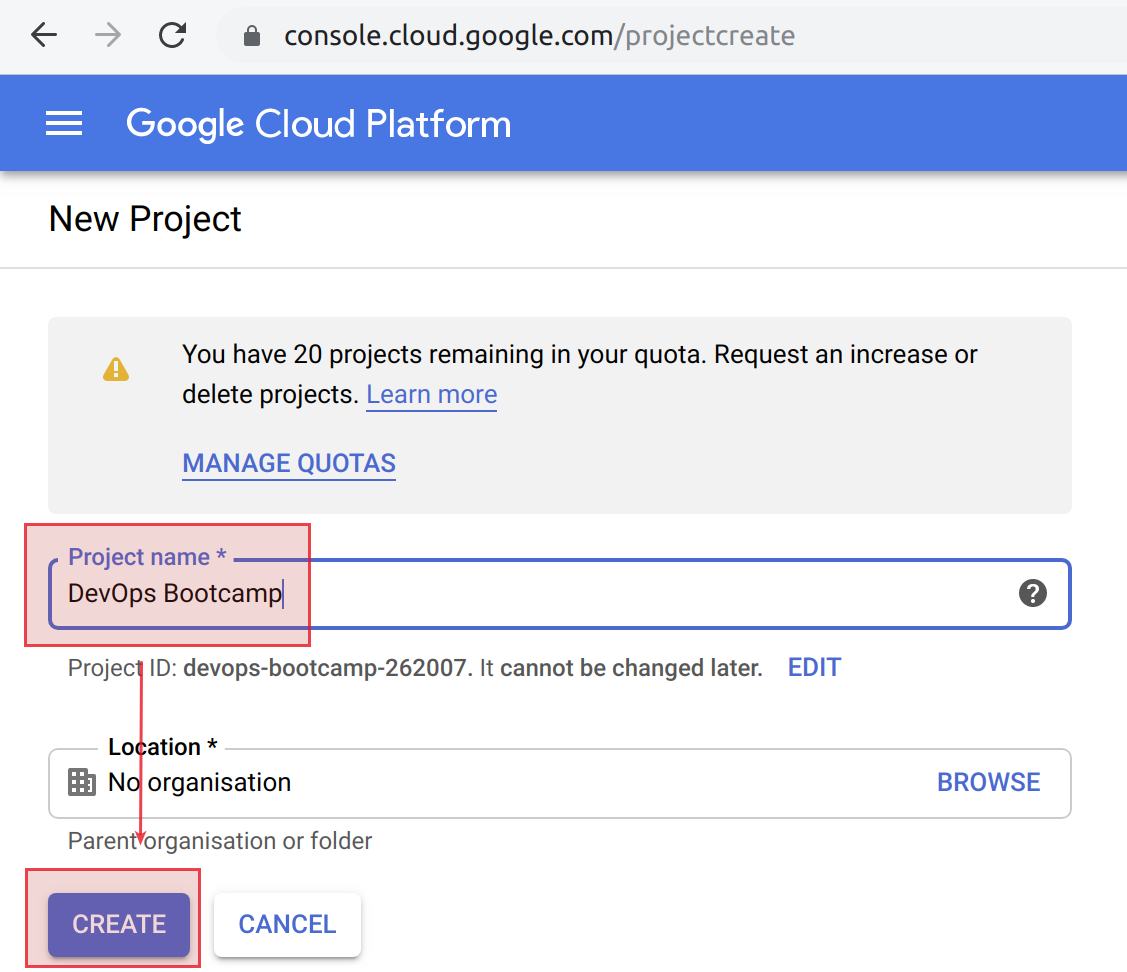 console.cloud.google.com/projectcreate
Google Cloud Platform
New Project
You have 20 projects remaining in your quota. Request an increase or
delete projects. Learn more
MANAGE QUOTAS
Project name *
DevOps Bootcamp
Project ID: devops-bootcamp-262007. It cannot be changed later. EDIT
Location *
No organisation BROWSE
Parent organisation or folder
CREATE CANCEL